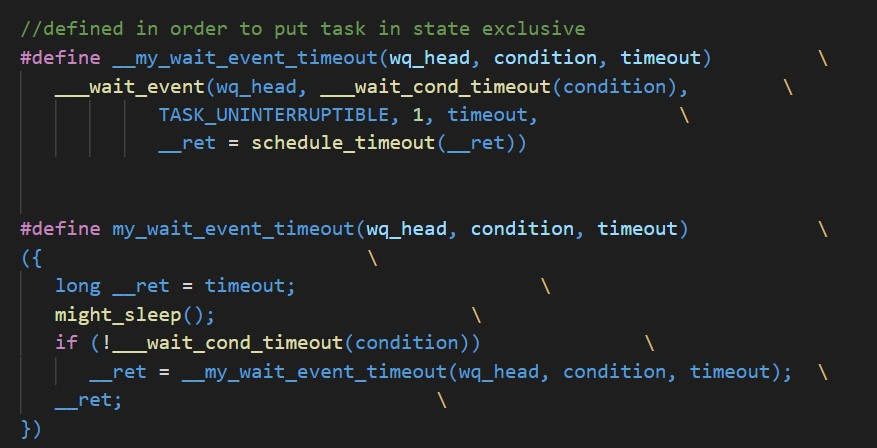 //defined in order to put task in state exclusive
#define __my_wait_event_timeout(wq_head, condition, timeout) \
___wait_event(wq_head, ___wait_cond_timeout(condition), \
TASK_UNINTERRUPTIBLE, 1, timeout, \
__ret = schedule_timeout(__ret))
#define my_wait_event_timeout(wq_head, condition, timeout) \
({ \
long __ret = timeout; \
might_sleep(); \
if (!___wait_cond_timeout(condition)) \
__ret = __my_wait_event_timeout(wq_head, condition, timeout); \
__ret; \
})